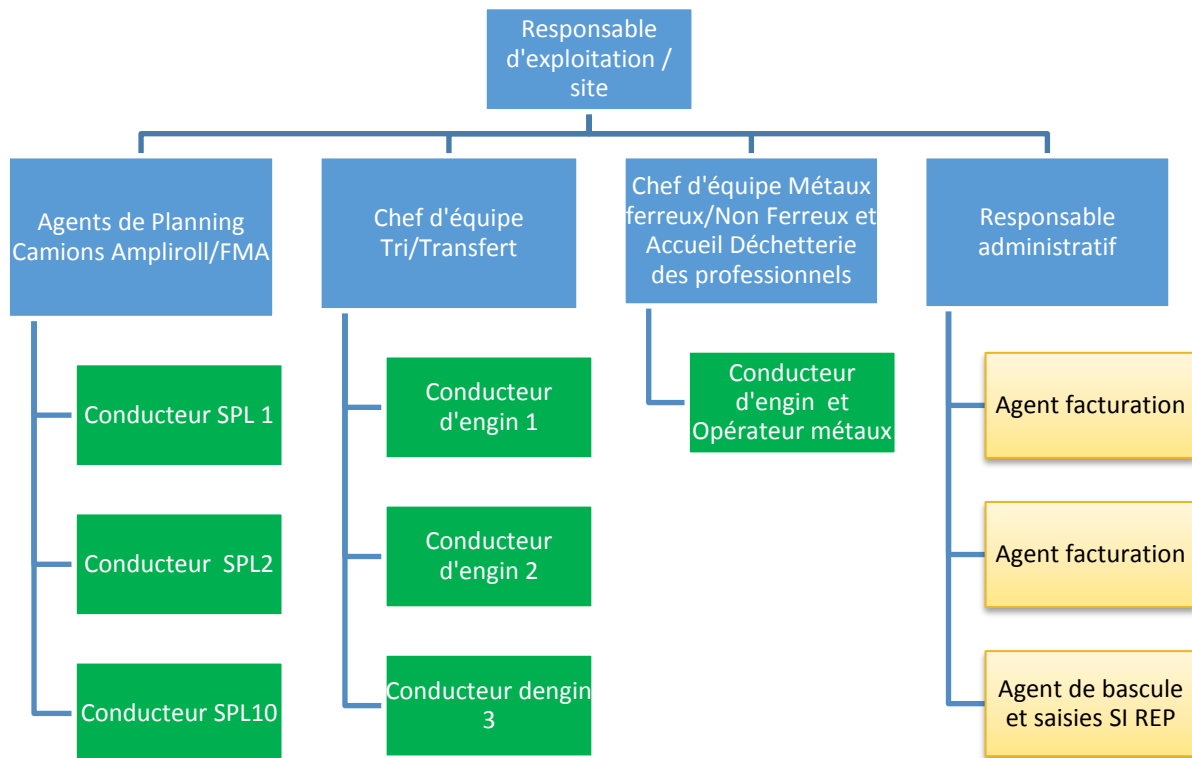 Responsable
d'exploitation /
site
Agents de Planning
Camions Ampliroll/FMA
Chef d'équipe
Tri/Transfert
Chef d'équipe Métaux
ferreux/Non Ferreux et
Accueil Déchetterie
des professionnels
Responsable
administratif
Conducteur SPL 1
Conducteur  SPL2
Conducteur SPL10
Conducteur
d'engin 1
Conducteur
d'engin 2
Conducteur dengin
3
Conducteur
d'engin  et
Opérateur métaux
Agent facturation
Agent facturation
Agent de bascule
et saisies SI REP